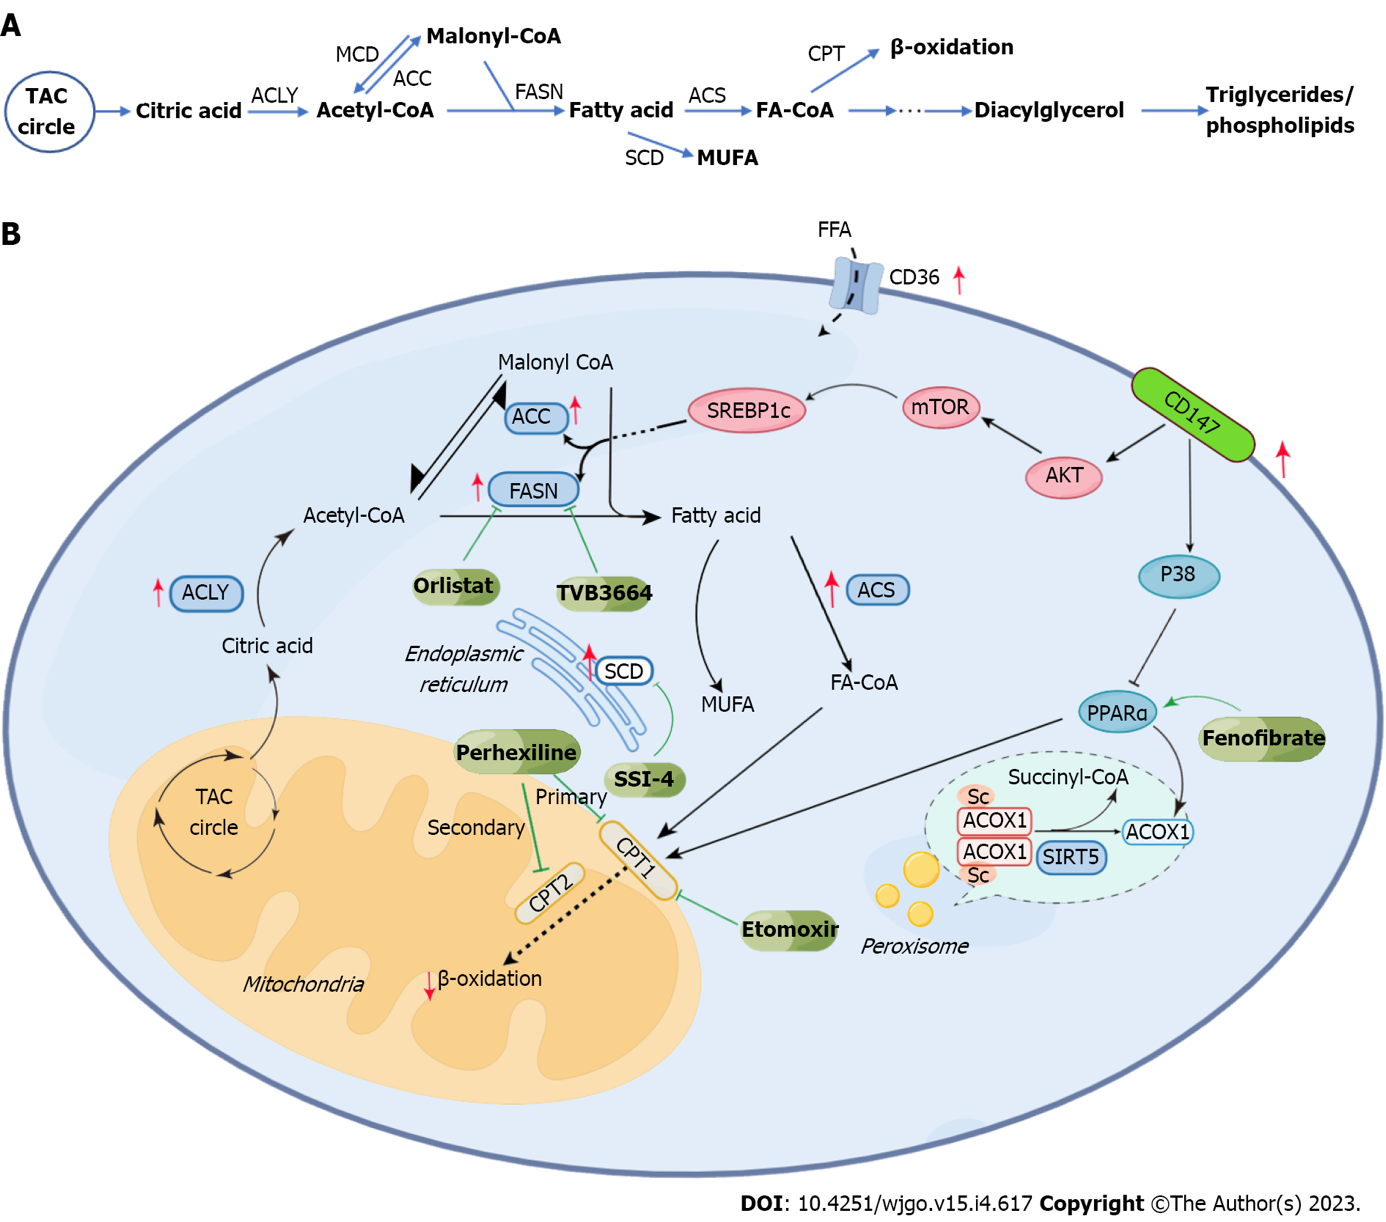 A
Malonyl-CoA
MCD
ACC
β-oxidation
CPT
TAC
circle
Citric acid
ACLY
Acetyl-CoA
FASN
Fatty acid
ACS
FA-CoA
Diacylglycerol
Triglycerides/
phospholipids
SCD
MUFA
B
FFA
CD36
Malonyl CoA
ACC
SREBP1c
mTOR
CD147
AKT
FASN
Acetyl-CoA
Fatty acid
Orlistat
TVB3664
ACLY
ACS
P38
Citric acid
Endoplasmic
reticulum
SCD
FA-CoA
MUFA
PPARα
Fenofibrate
Perhexiline
SSI-4
Primary
Secondary
TAC
circle
Succinyl-CoA
Sc
ACOX1
ACOX1
ACOX1
SIRT5
Sc
CPT1
CPT2
Etomoxir
Peroxisome
Mitochondria
β-oxidation
DOI: 10.4251/wjgo.v15.i4.617 Copyright ©The Author(s) 2023.